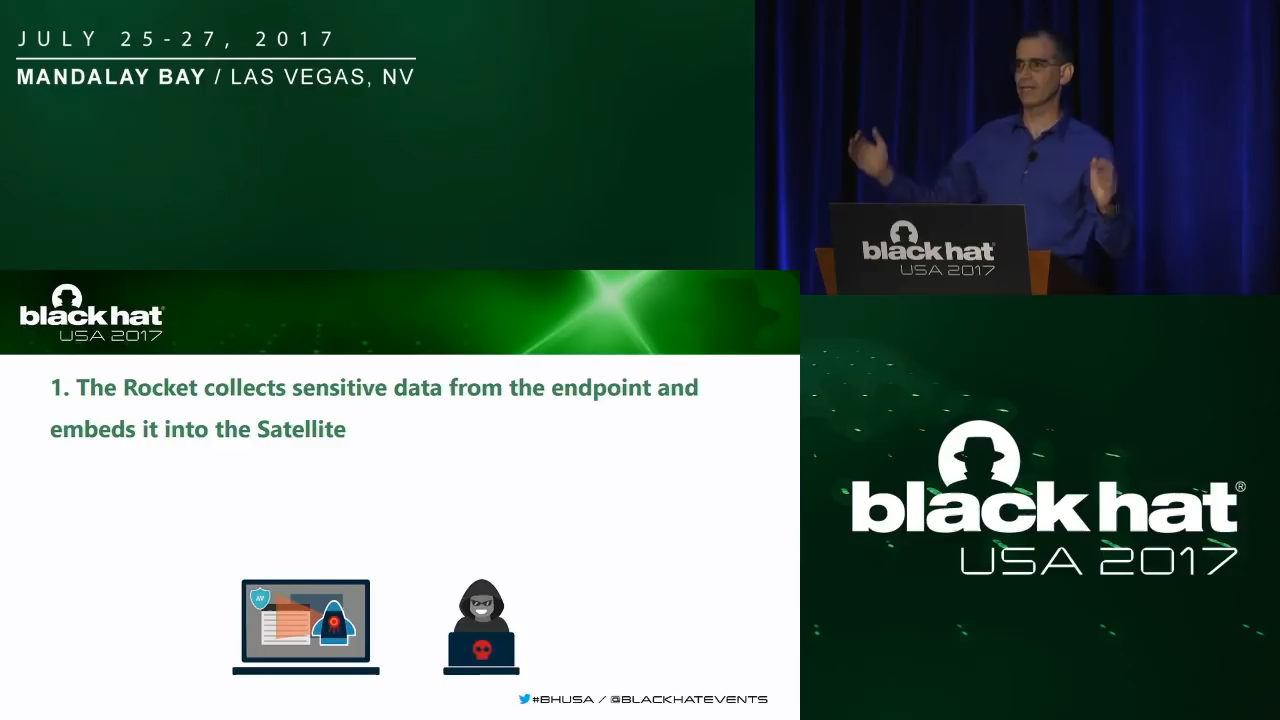 JULY 25-27, 2017
MANDALAY BAY / LAS VEGAS, NV
black hat
USA 2017
black hat
USA 2017
1. The Rocket collects sensitive data from the endpoint and
embeds it into the Satellite
AV
#BHUSA / @BLACKHATEVENTS
black hat®
USA 2017